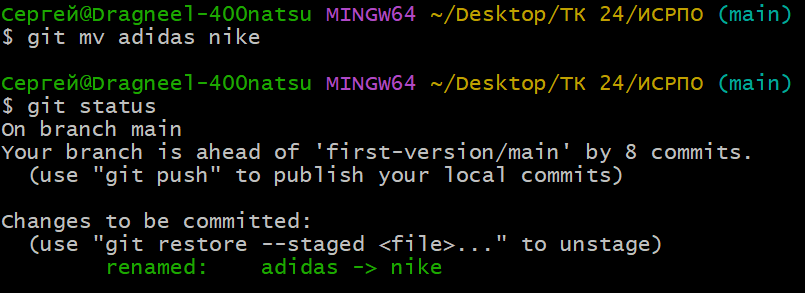 Сергей@Dragneel-400natsu MINGW64 ~/Desktop/ТК 24/ИСРПО (main)
$ git mv adidas nike
Сергей@Dragneel-400natsu MINGW64 ~/Desktop/ТК 24/ИСРПО (main)
$ git status
On branch main
Your branch is ahead of 'first-version/main' by 8 commits.
  (use "git push" to publish your local commits)
Changes to be committed:
  (use "git restore --staged <file>..." to unstage)
        renamed:    adidas -> nike